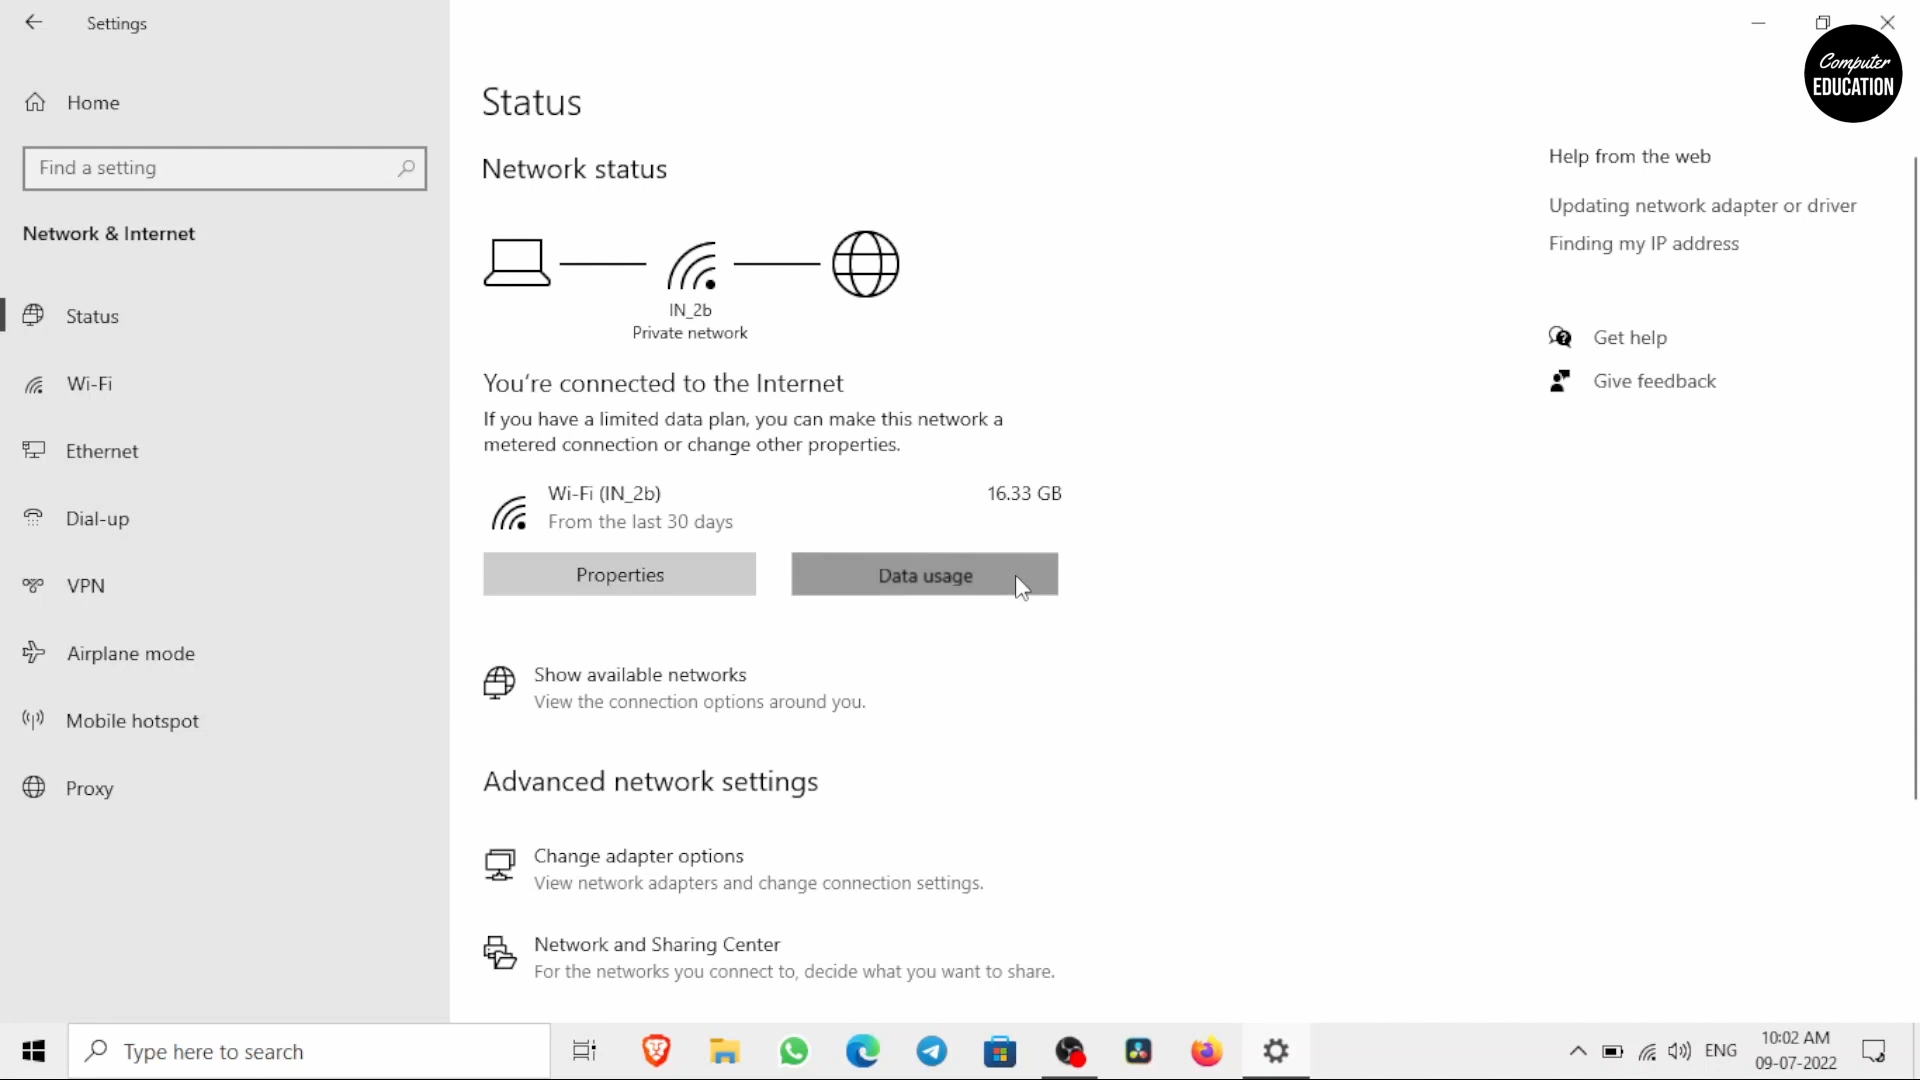 Settings
Computer
EDUCATION
Home
Find a setting
Network & Internet
Status
Wi-Fi
Ethernet
Dial-up
VPN
Airplane mode
Mobile hotspot
Proxy
Status
Network status
IN_2b
Private network
You're connected to the Internet
If you have a limited data plan, you can make this network a
metered connection or change other properties.
Wi-Fi (IN_2b)
16.33 GB
From the last 30 days
Properties
Data usage
Show available networks
View the connection options around you.
Advanced network settings
Change adapter options
View network adapters and change connection settings.
Network and Sharing Center
For the networks you connect to, decide what you want to share.
Help from the web
Updating network adapter or driver
Finding my IP address
Get help
Give feedback
Type here to search
ENG
10:02 AM
09-07-2022